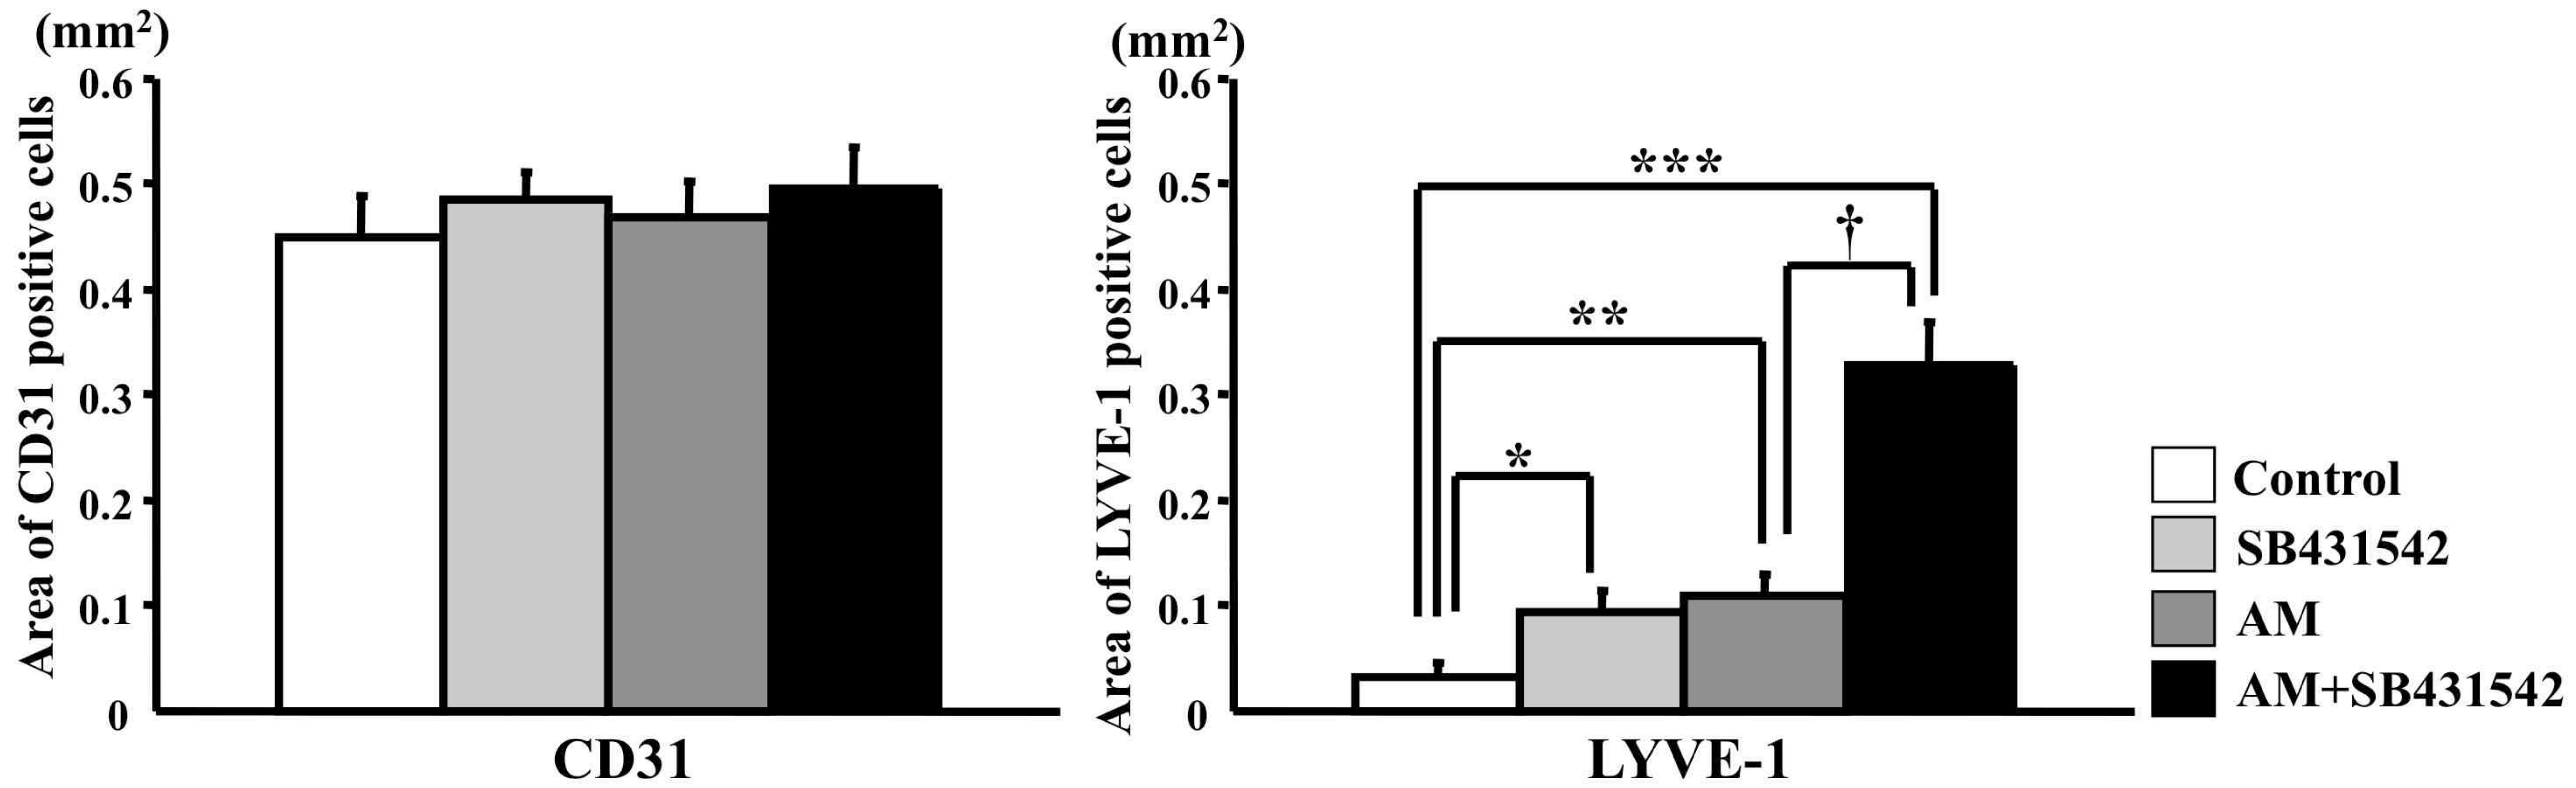 (mm²)
0.6
0.5
0.4
0.3
0.2
0.1
0
Area of CD31 positive cells
CD31
(mm²)
0.6
0.5
0.4
0.3
0.2
0.1
0
Area of LYVE-1 positive cells
***
†
**
*
LYVE-1
Control
SB431542
AM
AM+SB431542